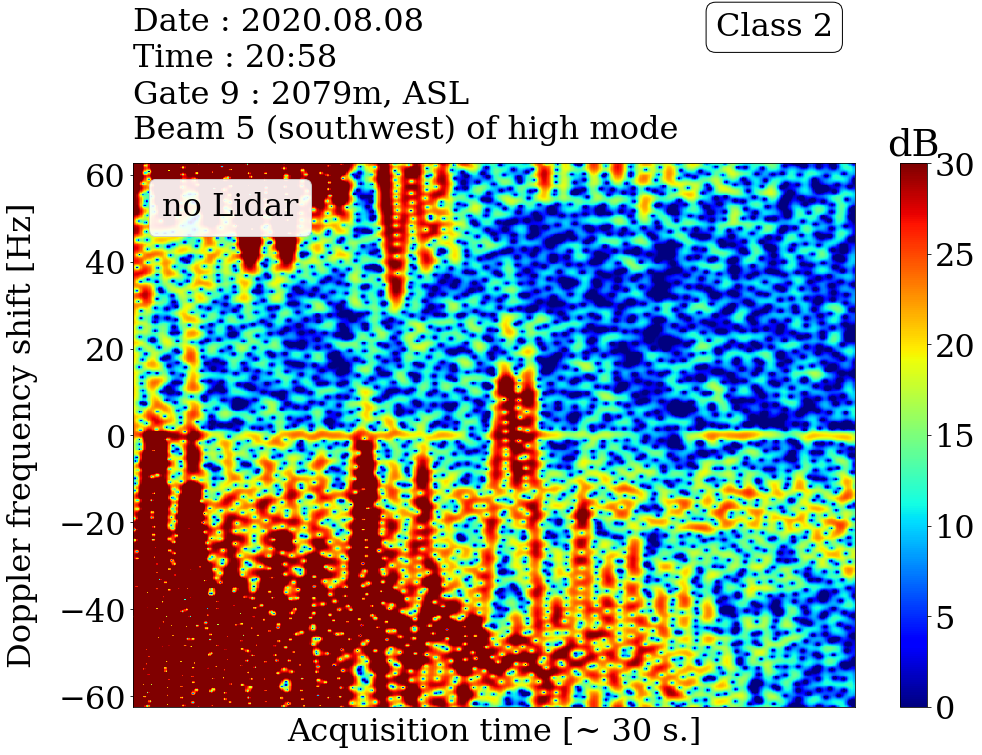 Date : 2020.08.08
Class 2
Time : 20:58
Gate 9 : 2079m, ASL
Beam 5 (southwest) of high mode
dB
no Lidar
60
40
20
0
−20
−40
−60
Doppler frequency shift [Hz]
Acquisition time [~ 30 s.]
30
25
20
15
10
5
0